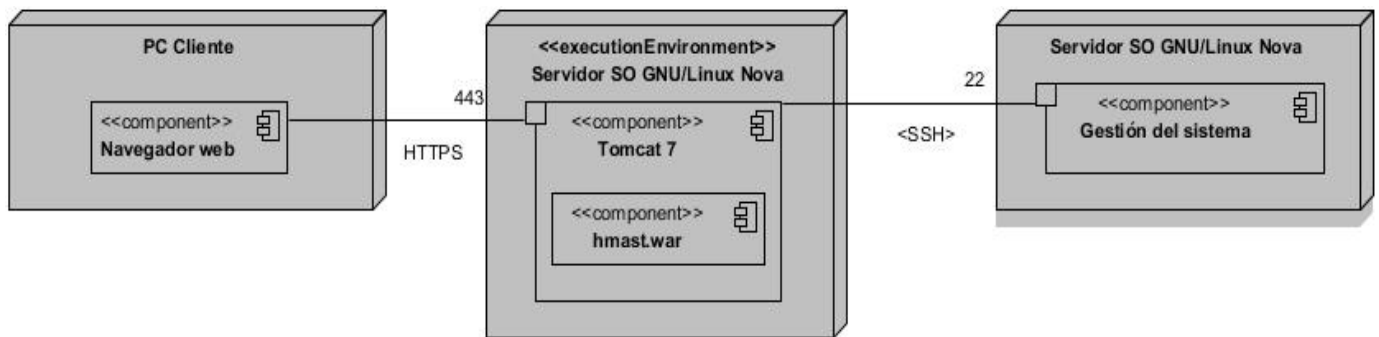 PC Cliente
<<component>>
Navegador web
443
HTTPS
<<executionEnvironment>>
Servidor SO GNU/Linux Nova
<<component>>
Tomcat 7
<<component>>
hmast.war
22
<SSH>
Servidor SO GNU/Linux Nova
<<component>>
Gestión del sistema